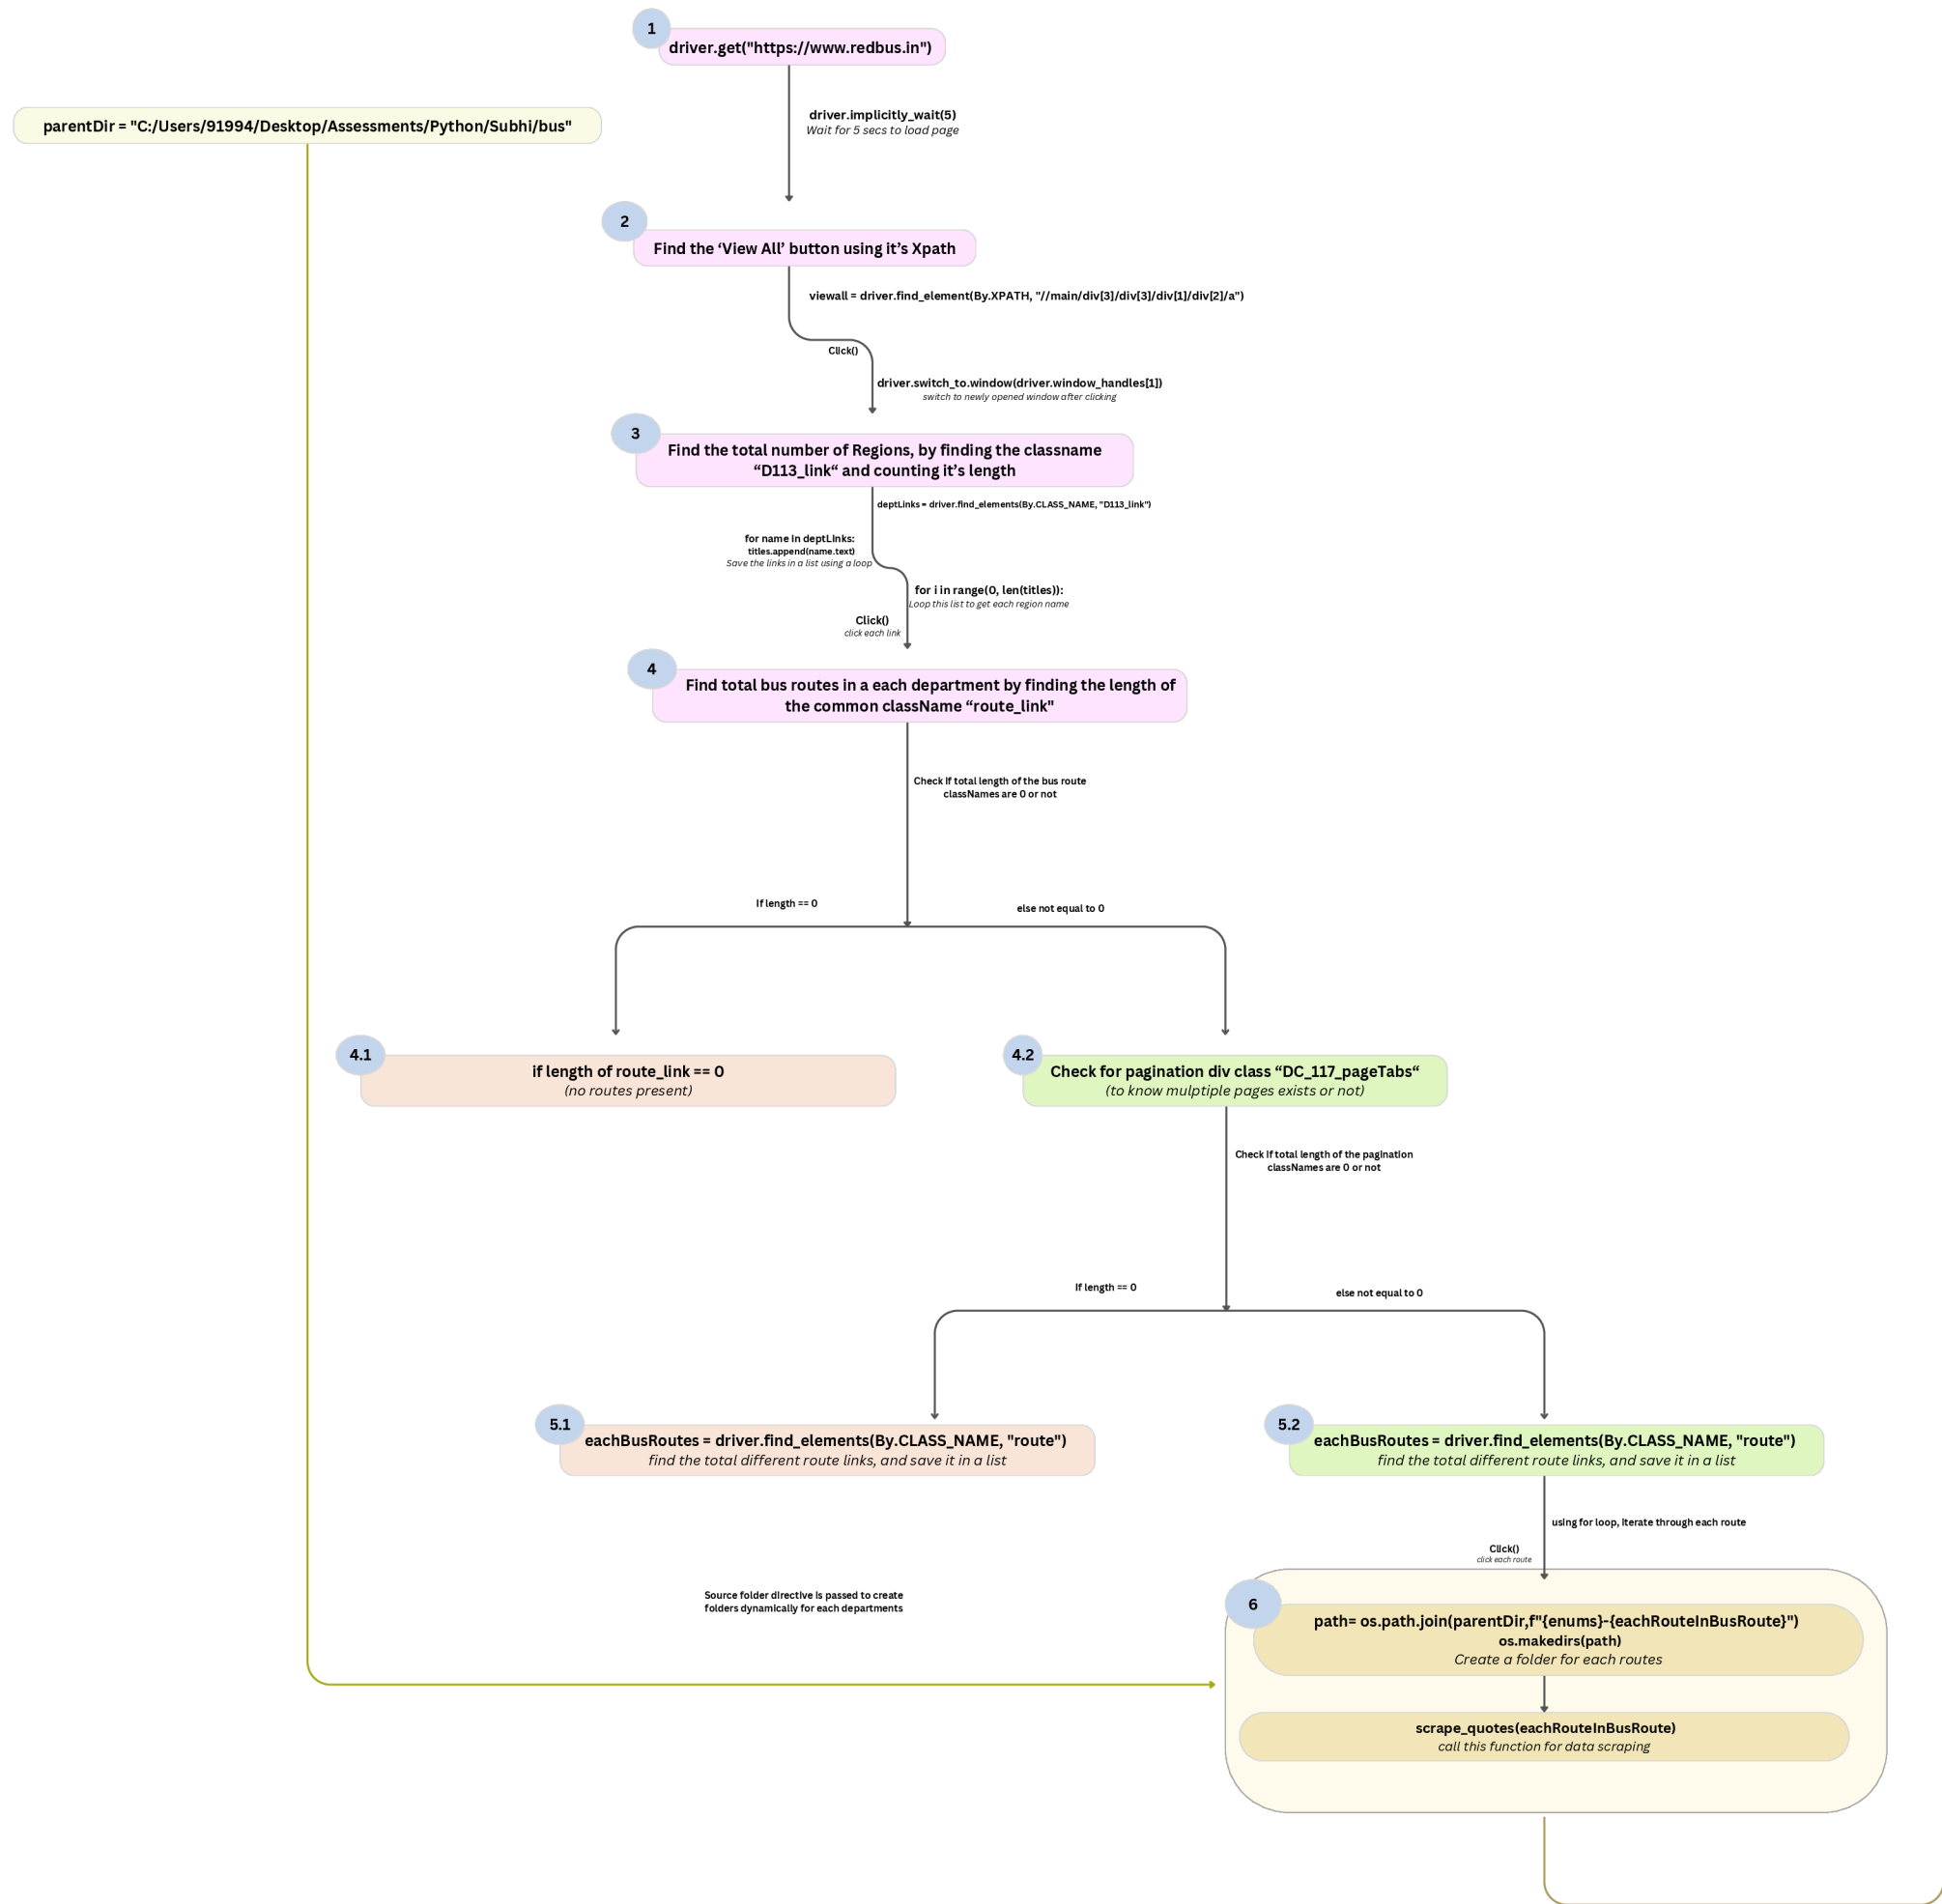 1
driver.get("https://www.redbus.in")
parentDir = "C:/Users/91994/Desktop/Assessments/Python/Subhi/bus"
driver.implicitly_wait(5)
Wait for 5 secs to load page
2
Find the ‘View All’ button using it’s Xpath
viewall = driver.find_element(By.XPATH, "//main/div[3]/div[3]/div[1]/div[2]/a")
Click()
driver.switch_to.window(driver.window_handles[1])
switch to newly opened window after clicking
3
Find the total number of Regions, by finding the classname
“D113_link“ and counting it’s length
deptLinks = driver.find_elements(By.CLASS_NAME, "D113_link")
for name in deptLinks:
titles.append(name.text)
Save the links in a list using a loop
for i in range(0, len(titles)):
Loop this list to get each region name
Click()
click each link
4
Find total bus routes in a each department by finding the length of
the common className “route_link"
Check if total length of the bus route
classNames are 0 or not
If length == 0
else not equal to 0
4.1
if length of route_link == 0
(no routes present)
4.2
Check for pagination div class “DC_117_pageTabs“
(to know mulptiple pages exists or not)
Check if total length of the pagination
classNames are 0 or not
If length == 0
else not equal to 0
5.1
eachBusRoutes = driver.find_elements(By.CLASS_NAME, "route")
find the total different route links, and save it in a list
5.2
eachBusRoutes = driver.find_elements(By.CLASS_NAME, "route")
find the total different route links, and save it in a list
using for loop, iterate through each route
Click()
click each route
Source folder directive is passed to create
folders dynamically for each departments
6
path= os.path.join(parentDir,f"{enums}-{eachRouteInBusRoute}")
os.makedirs(path)
Create a folder for each routes
scrape_quotes(eachRouteInBusRoute)
call this function for data scraping